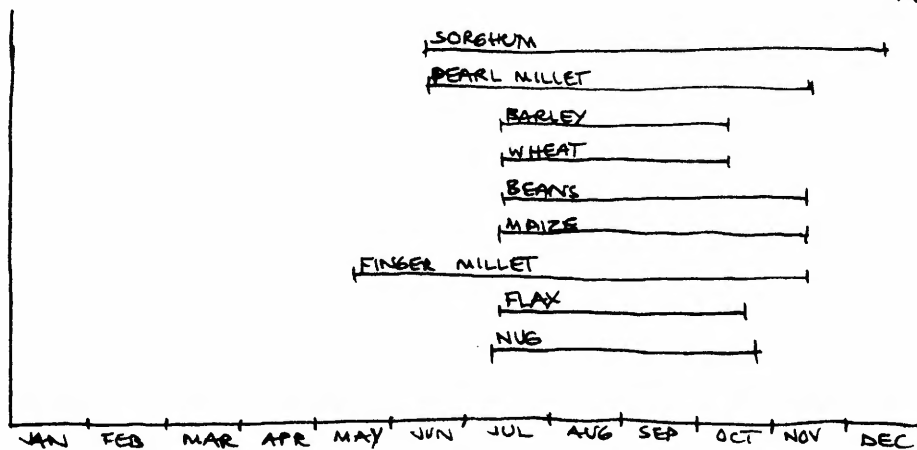 SORGHUM
PEARL MILLET
BARLEY
WHEAT
BEANS
MAIZE
FINGER MILLET
FLAX
NUG
JAN FEB MAR APR MAY JUN JUL AUG SEP OCT NOV DEC